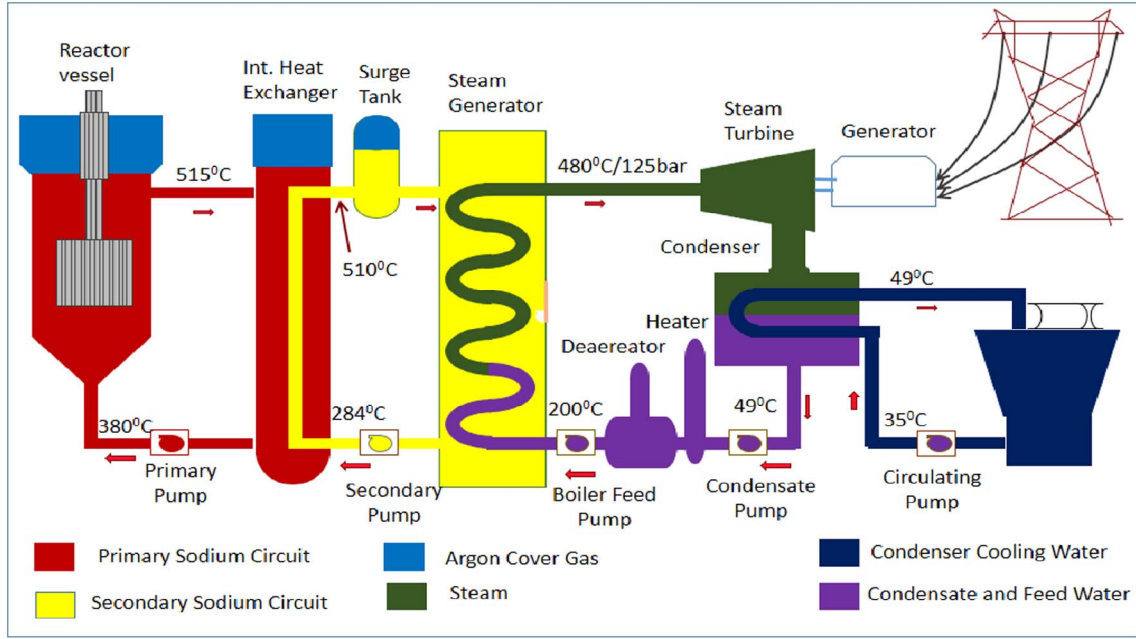 Reactor
vessel
Int. Heat
Exchanger
Surge
Tank
Steam
Generator
Steam
Turbine
Generator
515⁰C
480⁰C/125bar
510⁰C
Condenser
49⁰C
Heater
Deaereator
380⁰C
284⁰C
200⁰C
49⁰C
35⁰C
Primary
Pump
Secondary
Pump
Boiler Feed
Pump
Condensate
Pump
Circulating
Pump
Primary Sodium Circuit
Argon Cover Gas
Condenser Cooling Water
Secondary Sodium Circuit
Steam
Condensate and Feed Water